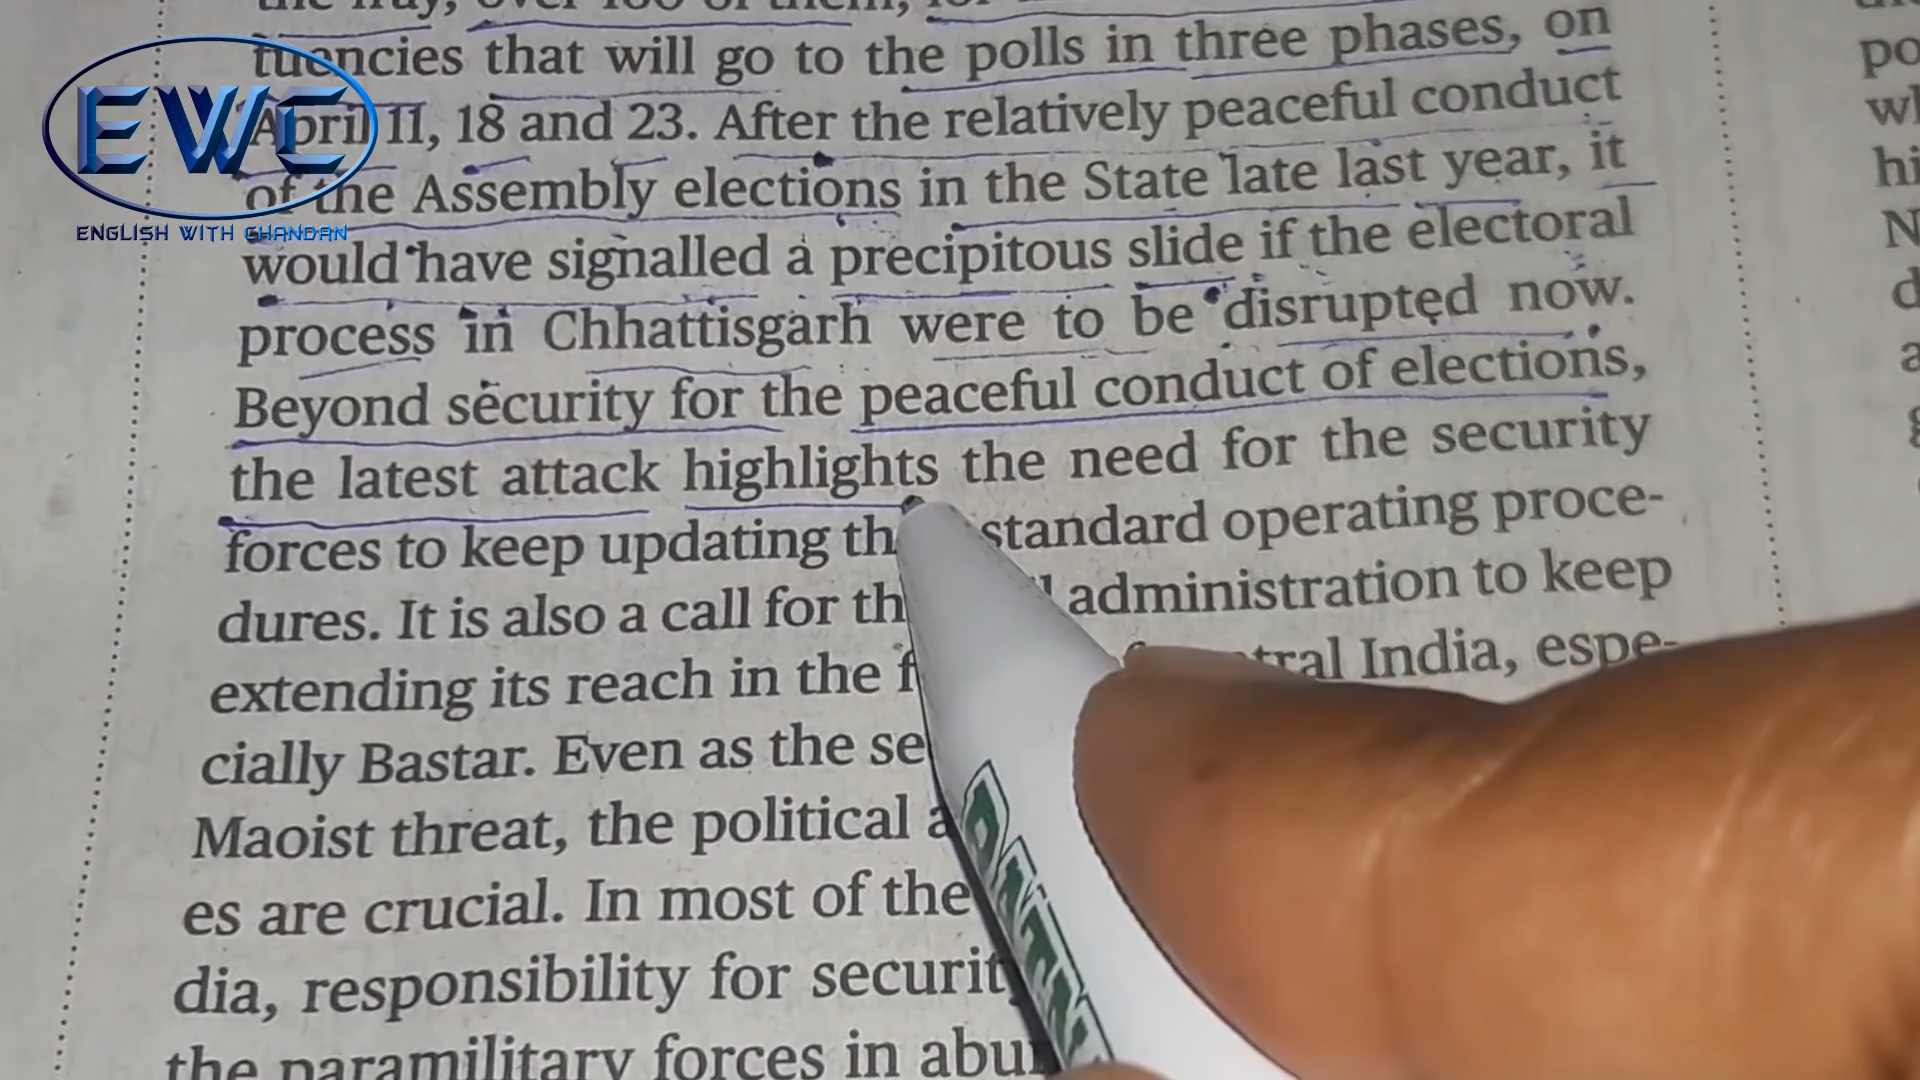 tuencies that will go to the polls in three phases, on
April 11, 18 and 23. After the relatively peaceful conduct
of the Assembly elections in the State late last year, it
would have signalled a precipitous slide if the electoral
process in Chhattisgarh were to be disrupted now.
Beyond security for the peaceful conduct of elections,
the latest attack highlights the need for the security
forces to keep updating standard operating proce-
dures. It is also a call for administration to keep
extending its reach in the India, espe-
cially Bastar. Even as the
Maoist threat, the political
es are crucial. In most of the
dia, responsibility for
the paramilitary forces in
EWC
ENGLISH WITH CHANDAN